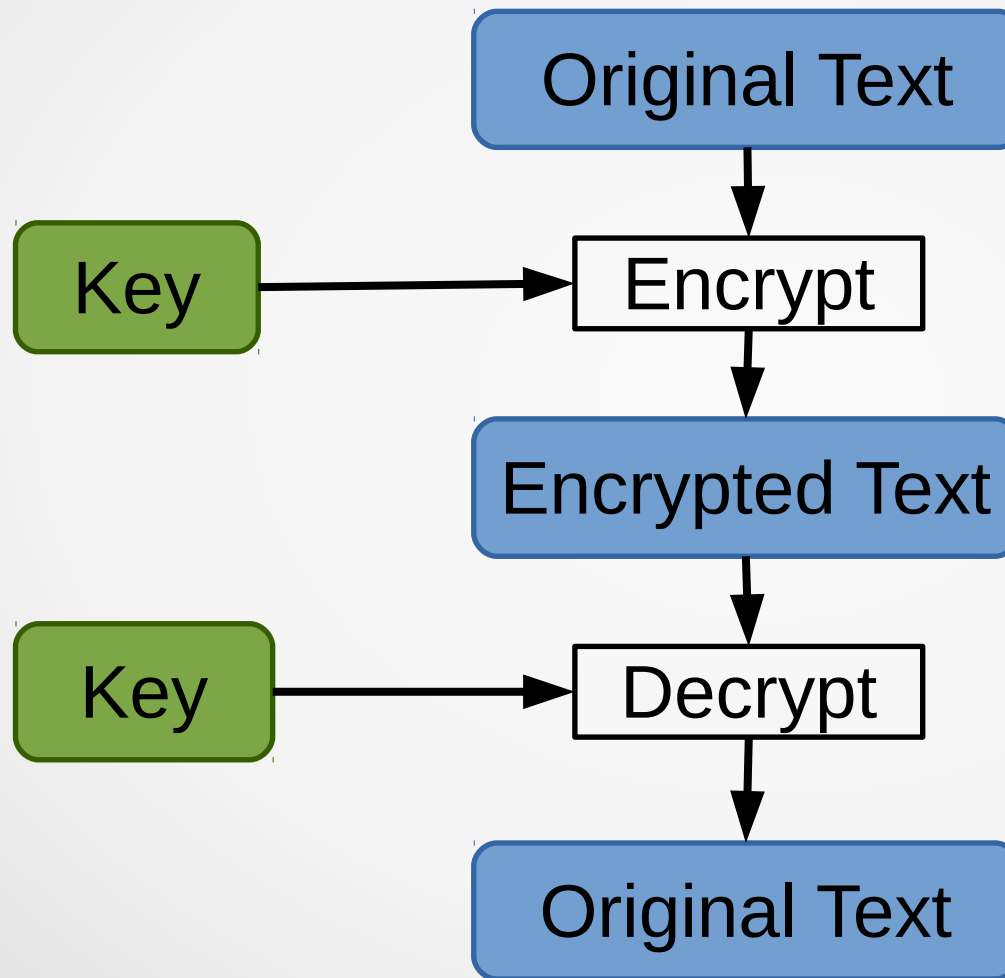 Original Text
Key
Encrypt
Encrypted Text
Key
Decrypt
Original Text